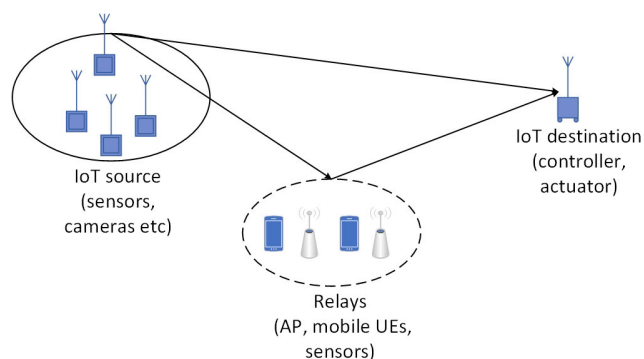 IoT source
(sensors,
cameras etc)
IoT destination
(controller,
actuator)
Relays
(AP, mobile UEs,
sensors)